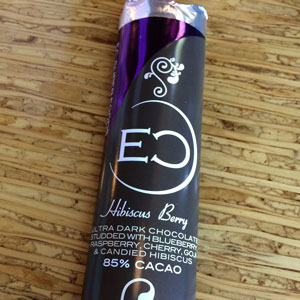 EC
Hibiscus Berry
ULTRA DARK CHOCOLATE
STUDDED WITH BLUEBERRY,
RASPBERRY, CHERRY, GOJI
& CANDIED HIBISCUS
85% CACAO